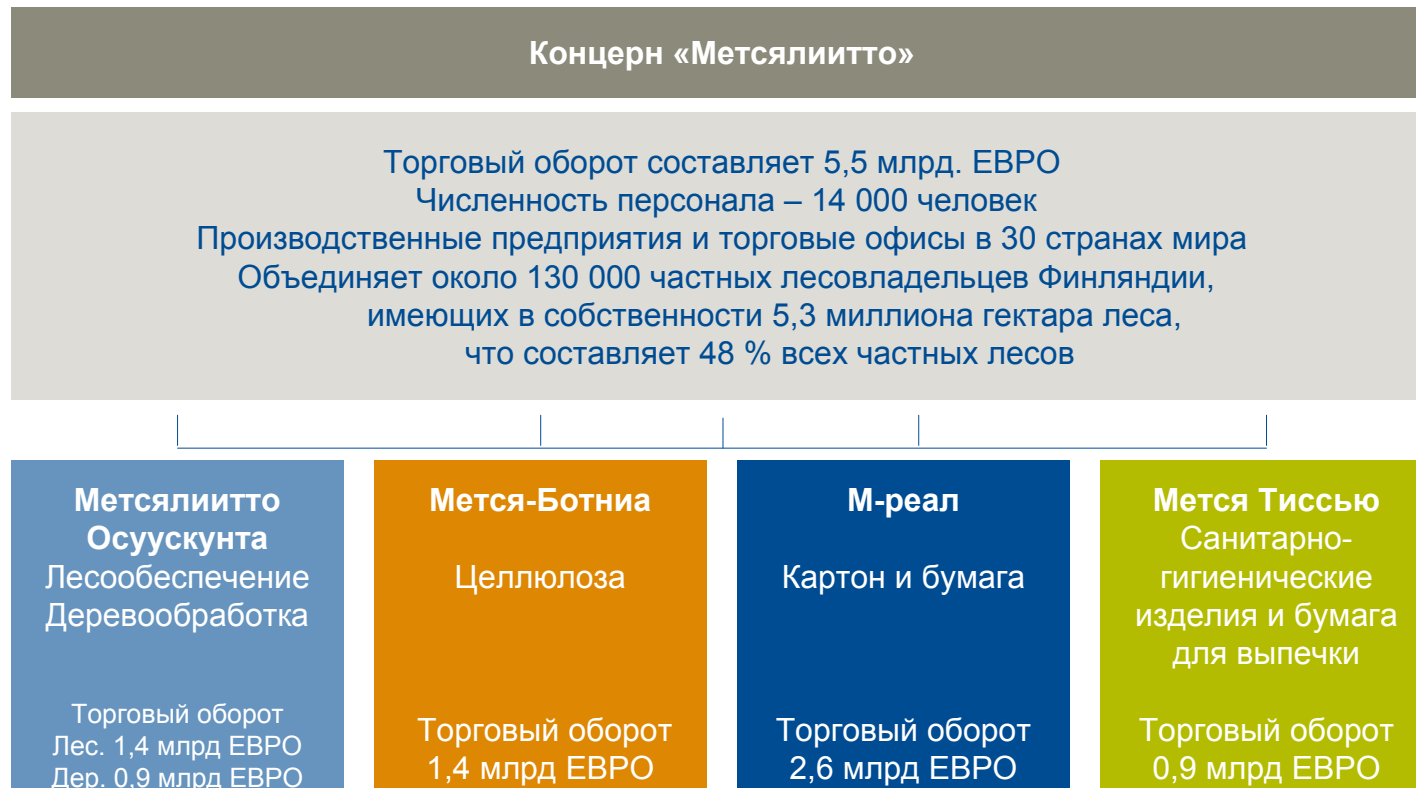 Концерн «Метсялиитто»
Торговый оборот составляет 5,5 млрд. ЕВРО
Численность персонала – 14 000 человек
Производственные предприятия и торговые офисы в 30 странах мира
Объединяет около 130 000 частных лесовладельцев Финляндии,
имеющих в собственности 5,3 миллиона гектара леса,
что составляет 48 % всех частных лесов
Метсялиитто
Осуускунта
Лесообеспечение
Деревообработка
Торговый оборот
Лес. 1,4 млрд ЕВРО
Дер. 0,9 млрд ЕВРО
Мется-Ботниа
Целлюлоза
Торговый оборот
1,4 млрд ЕВРО
М-реал
Картон и бумага
Торговый оборот
2,6 млрд ЕВРО
Мется Тиссью
Санитарно-
гигиенические
изделия и бумага
для выпечки
Торговый оборот
0,9 млрд ЕВРО